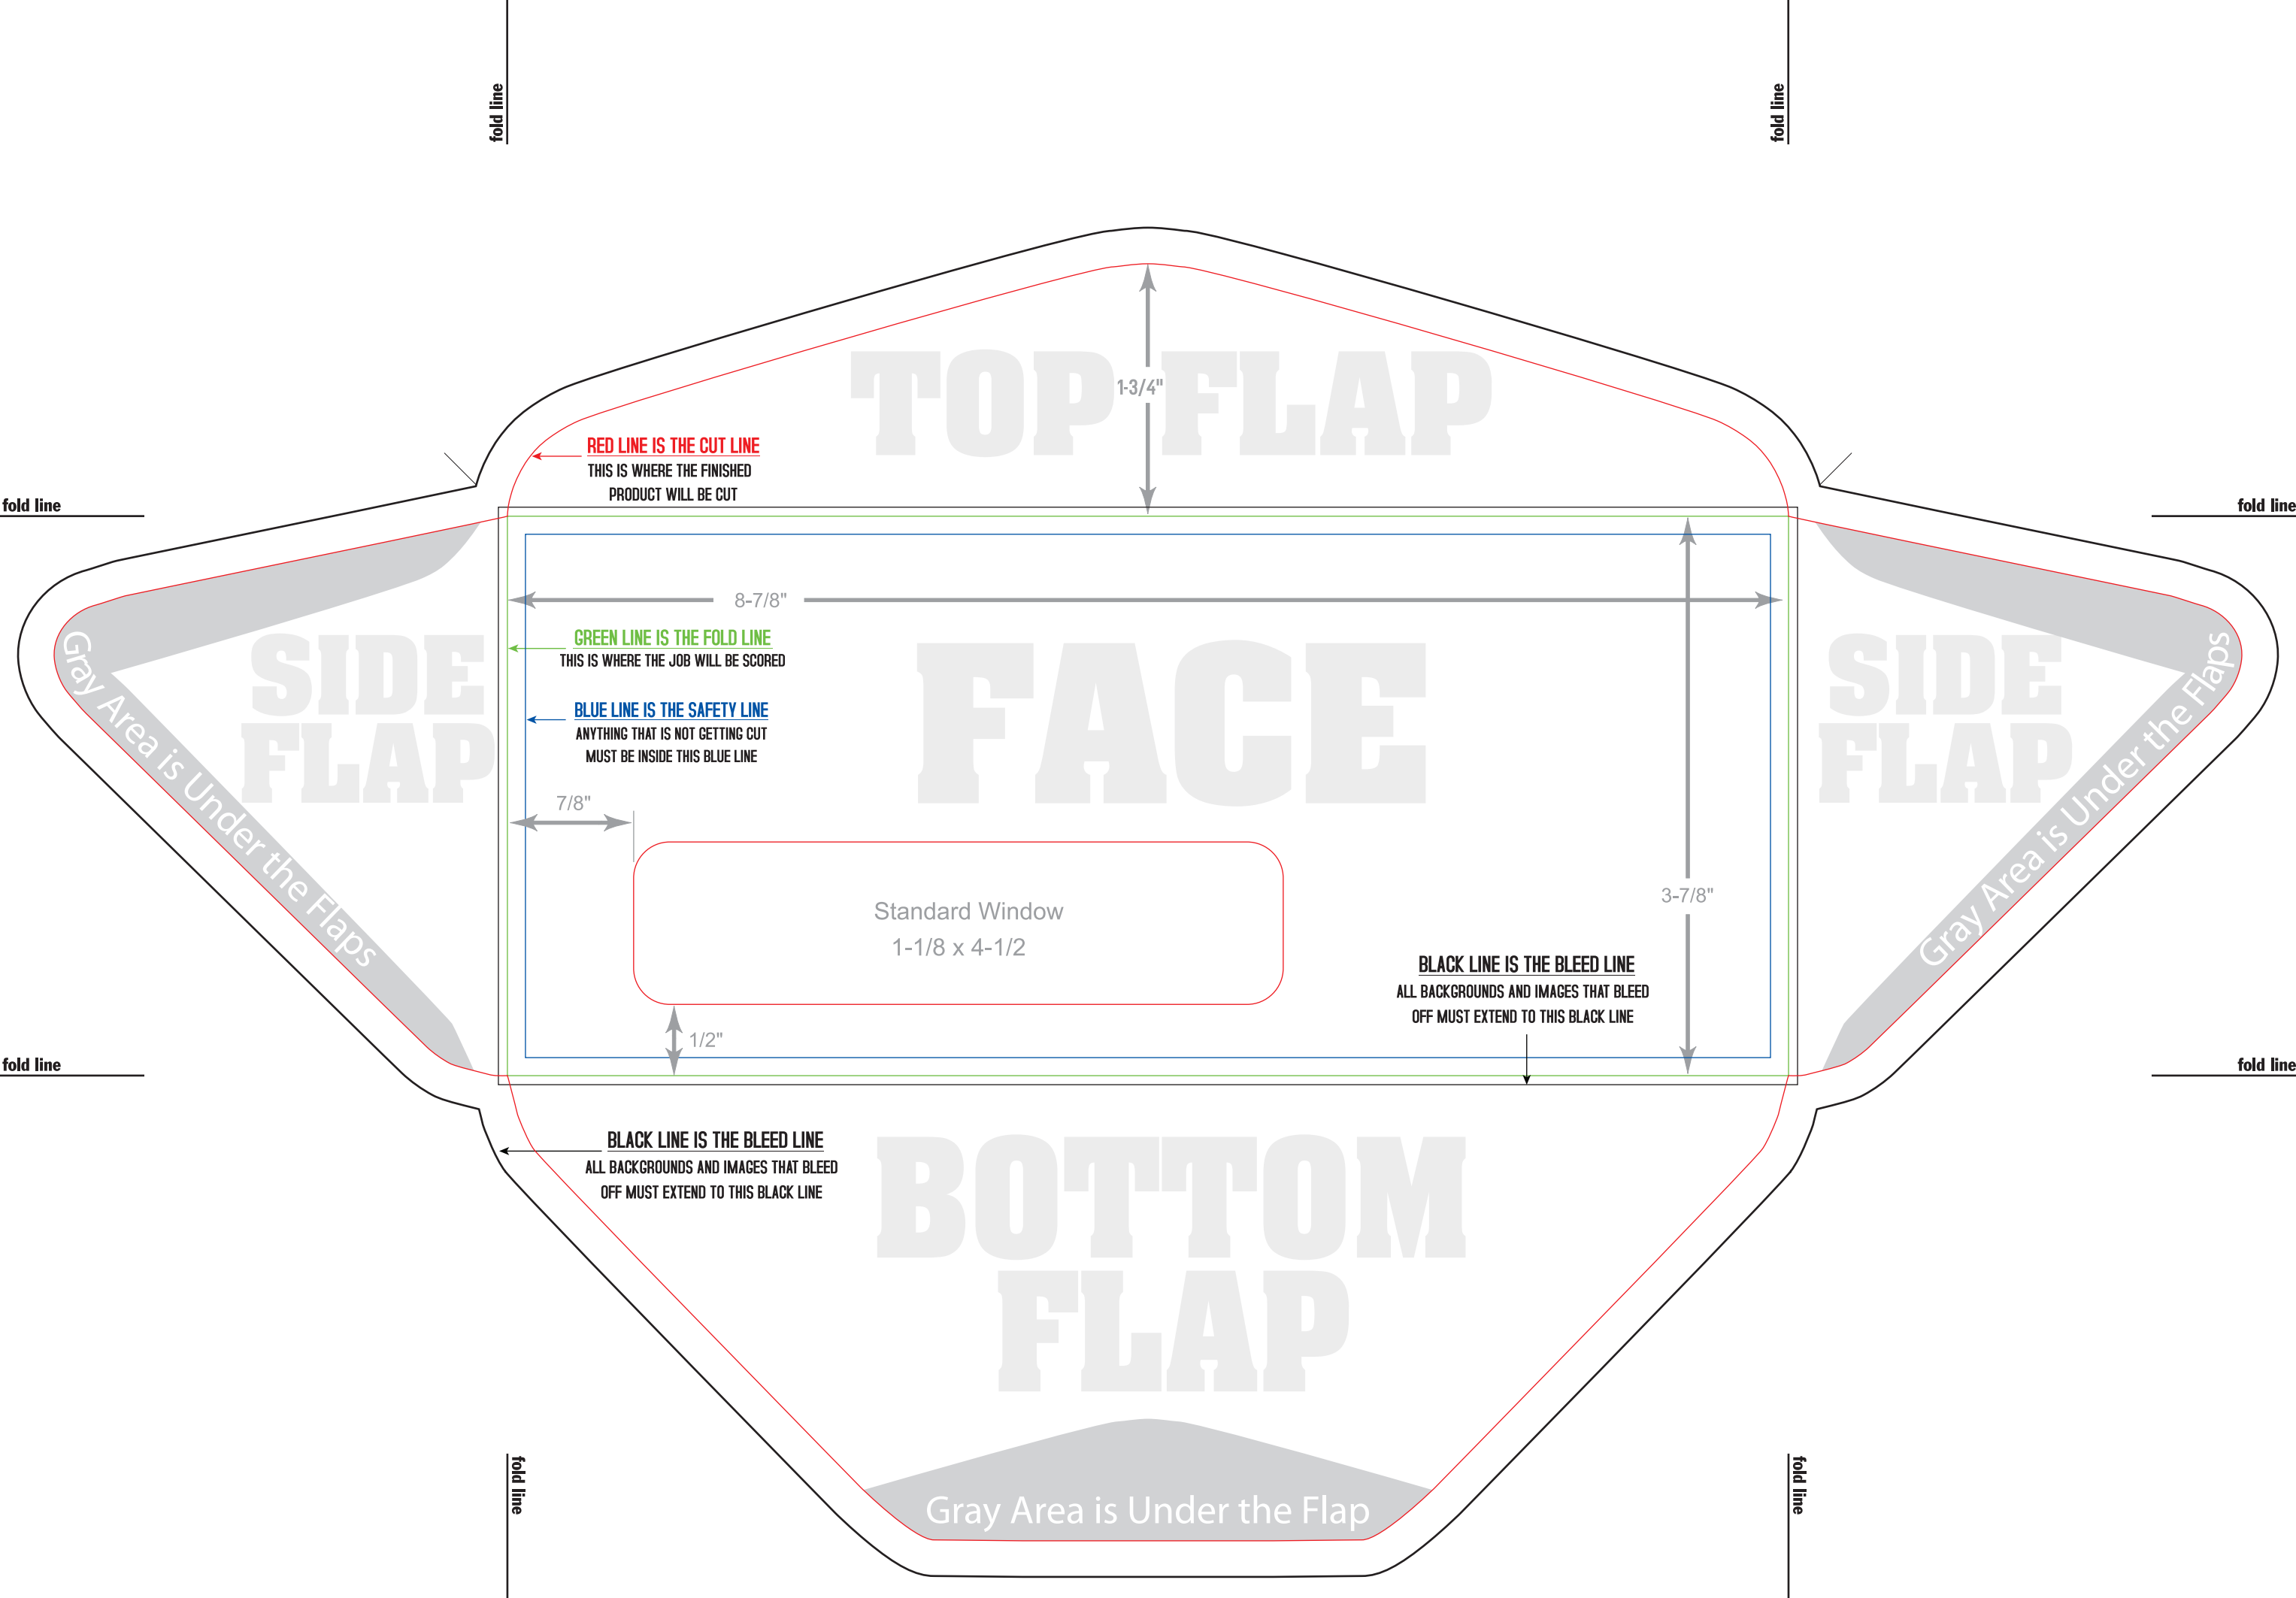 fold line
fold line
TOP FLAP
1-3/4"
RED LINE IS THE CUT LINE
THIS IS WHERE THE FINISHED
PRODUCT WILL BE CUT
fold line
fold line
8-7/8"
GREEN LINE IS THE FOLD LINE
THIS IS WHERE THE JOB WILL BE SCORED
BLUE LINE IS THE SAFETY LINE
ANYTHING THAT IS NOT GETTING CUT
MUST BE INSIDE THIS BLUE LINE
FACE
SIDE
FLAP
Gray Area is Under the Flaps
SIDE
FLAP
Gray Area is Under the Flaps
7/8"
Standard Window
1-1/8 x 4-1/2
3-7/8"
BLACK LINE IS THE BLEED LINE
ALL BACKGROUNDS AND IMAGES THAT BLEED
OFF MUST EXTEND TO THIS BLACK LINE
1/2"
fold line
fold line
BLACK LINE IS THE BLEED LINE
ALL BACKGROUNDS AND IMAGES THAT BLEED
OFF MUST EXTEND TO THIS BLACK LINE
BOTTOM
FLAP
Gray Area is Under the Flap
fold line
fold line